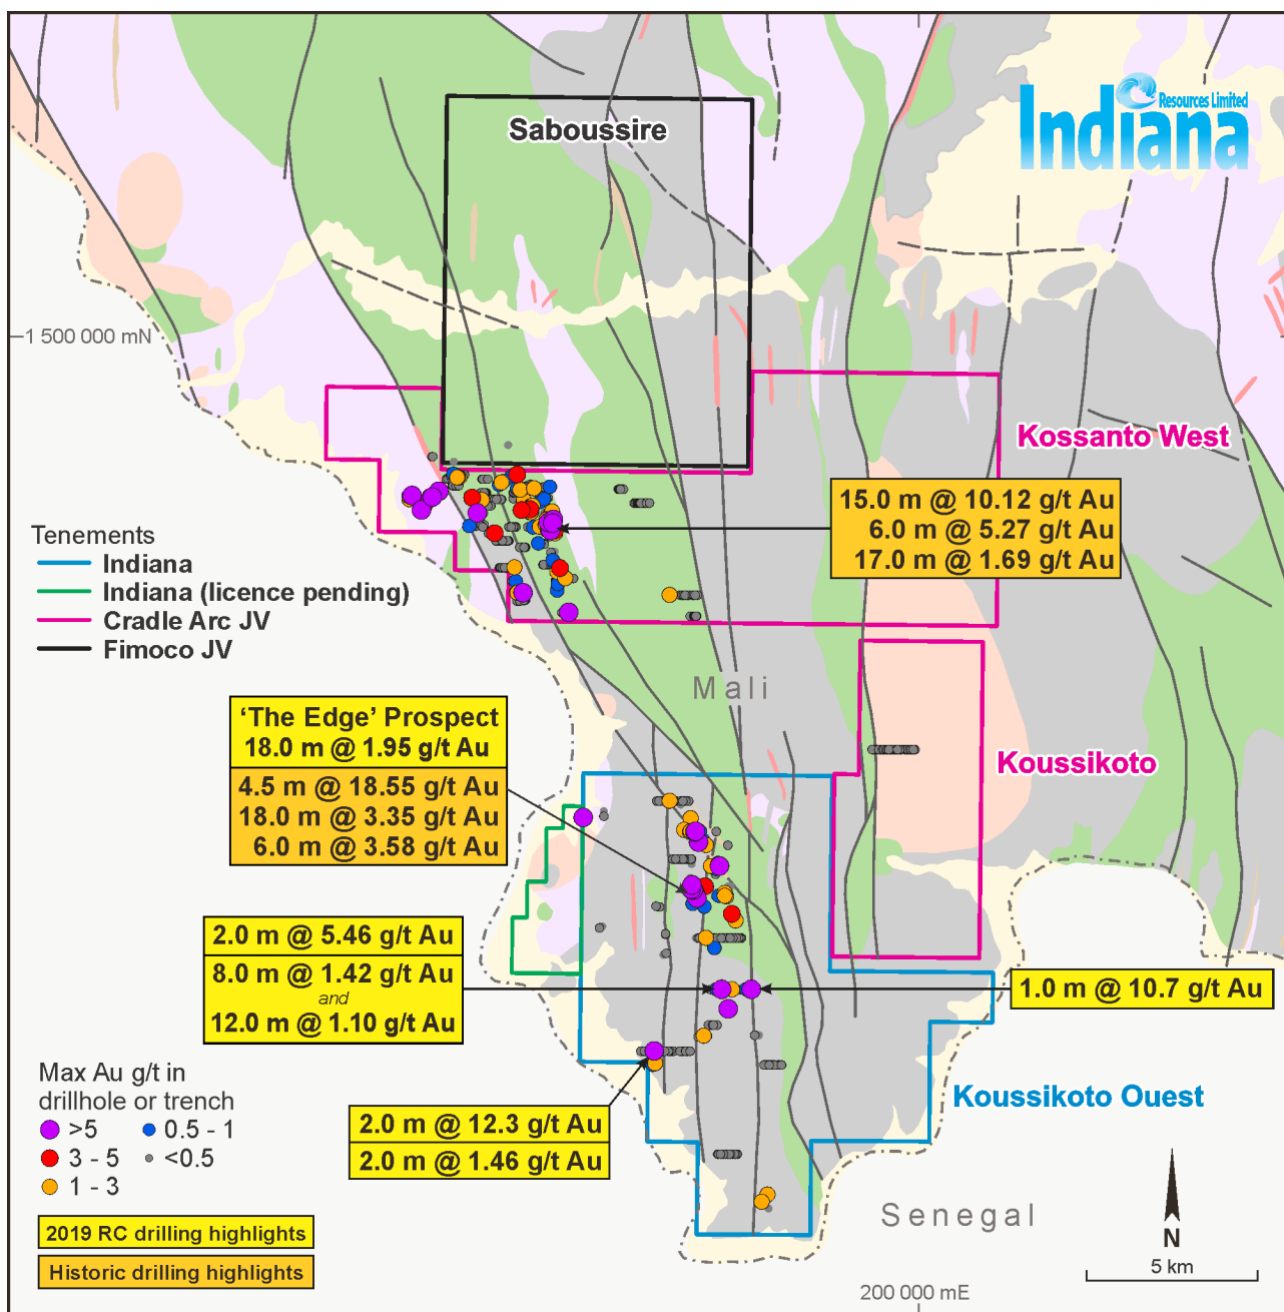 Indiana
Resources Limited
Saboussire
1 500 000 mN
Kossanto West
15.0 m @ 10.12 g/t Au
6.0 m @ 5.27 g/t Au
17.0 m @ 1.69 g/t Au
Tenements
Indiana
Indiana (licence pending)
Cradle Arc JV
Fimoco JV
Mali
‘The Edge’ Prospect
18.0 m @ 1.95 g/t Au
4.5 m @ 18.55 g/t Au
18.0 m @ 3.35 g/t Au
6.0 m @ 3.58 g/t Au
Koussikoto
2.0 m @ 5.46 g/t Au
8.0 m @ 1.42 g/t Au
and
12.0 m @ 1.10 g/t Au
1.0 m @ 10.7 g/t Au
Koussikoto Ouest
Max Au g/t in
drillhole or trench
>5
0.5 - 1
3 - 5
<0.5
1 - 3
2.0 m @ 12.3 g/t Au
2.0 m @ 1.46 g/t Au
2019 RC drilling highlights
Historic drilling highlights
Senegal
N
5 km
200 000 mE